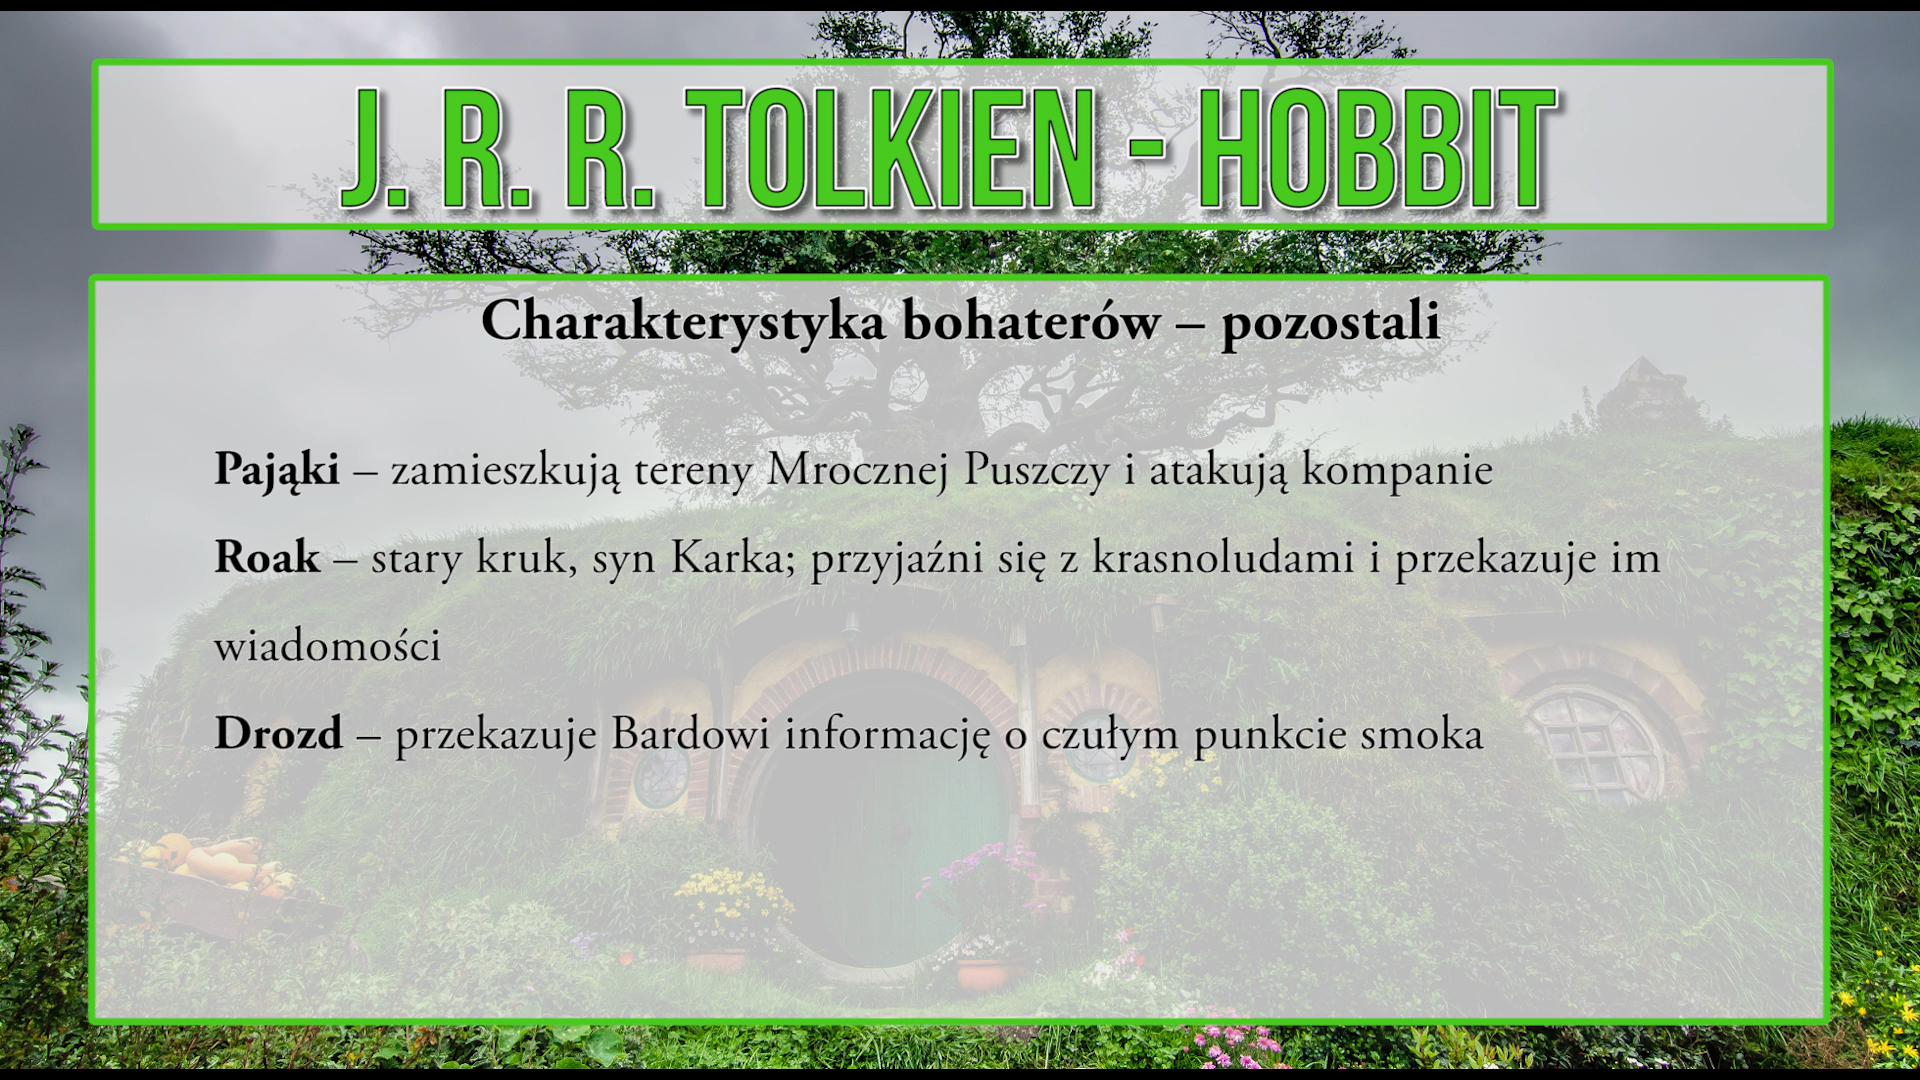 J. R. R. TOLKIEN - HOBBIT
Charakterystyka bohaterów – pozostali
Pająki – zamieszkują tereny Mrocznej Puszczy i atakują kompanie
Roak – stary kruk, syn Karka; przyjaźni się z krasnoludami i przekazuje im
wiadomości
Drozd – przekazuje Bardowi informację o czułym punkcie smoka